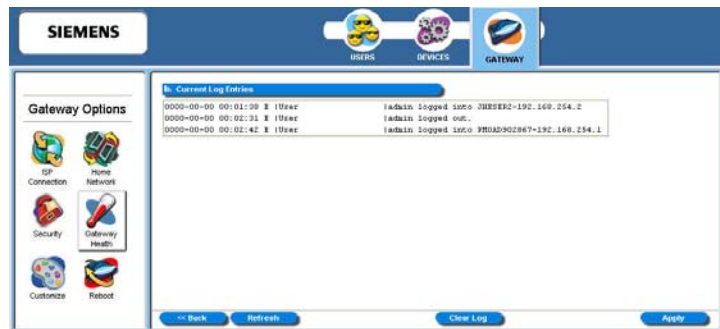 SIEMENS
USERS
DEVICES
GATEWAY
Gateway Options
ISP Connection
Home Network
Security
Gateway Health
Customize
Reboot
Current Log Entries
0000-00-00 00:01:38 I |User |admin logged into JHESER2-192.168.254.2
0000-00-00 00:02:31 I |User |admin logged out.
0000-00-00 00:02:42 I |User |admin logged into PMOAD902867-192.168.254.1
<< Back
Refresh
Clear Log
Apply